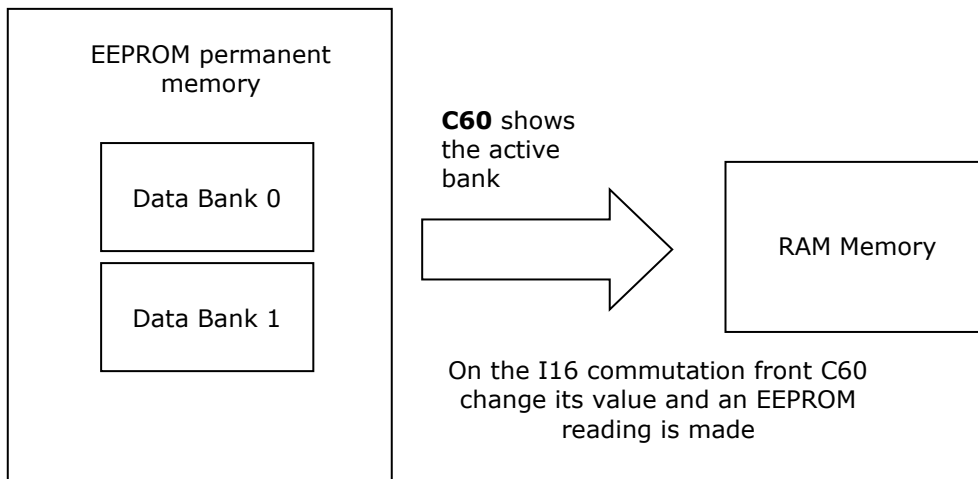 EEPROM permanent
memory
Data Bank 0
Data Bank 1
C60 shows
the active
bank
RAM Memory
On the I16 commutation front C60
change its value and an EEPROM
reading is made